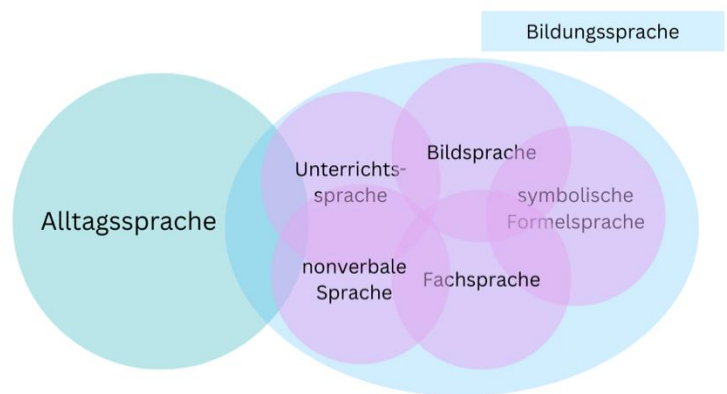 Bildungssprache
Alltagssprache
Unterrichts-
sprache
Bildsprache
symbolische
Formelsprache
nonverbale
Sprache
Fachsprache